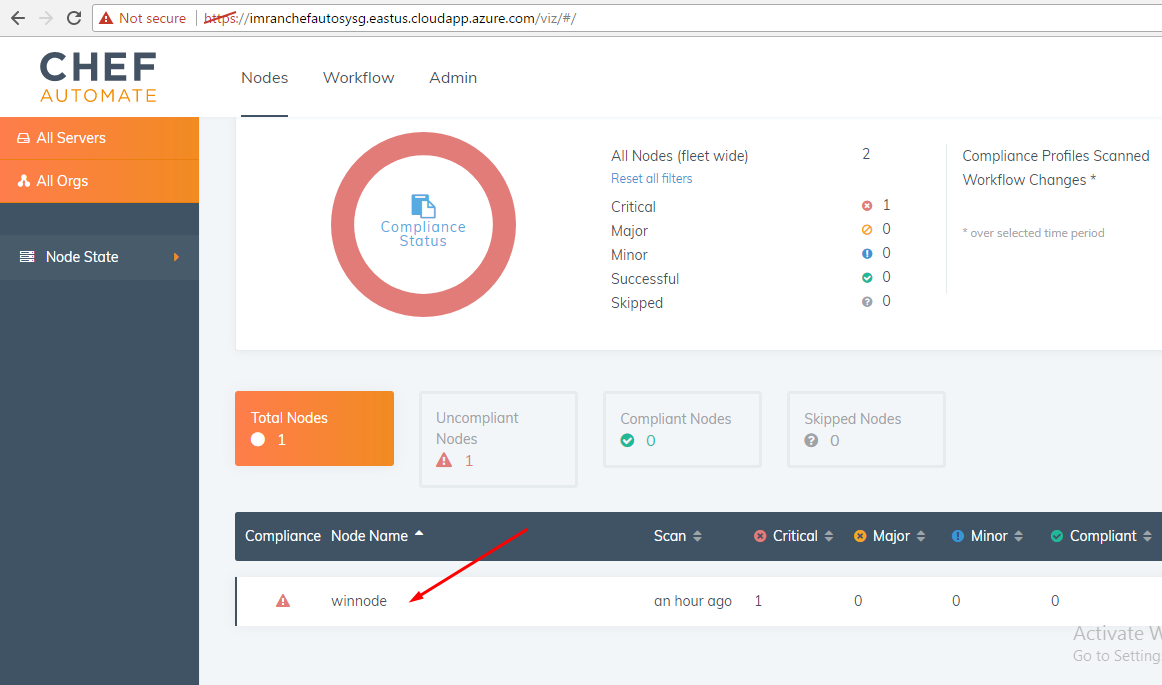 Not secure https://imranchefautosysg.eastus.cloudapp.azure.com/viz/#/
CHEF
AUTOMATE
Nodes Workflow Admin
All Servers
All Orgs
Node State
Compliance
Status
All Nodes (fleet wide) 2
Reset all filters
Critical 1
Major 0
Minor 0
Successful 0
Skipped 0
Compliance Profiles Scanned
Workflow Changes *
* over selected time period
Total Nodes
1
Uncompliant
Nodes
1
Compliant Nodes
0
Skipped Nodes
0
Compliance Node Name Scan Critical Major Minor Compliant
winnode an hour ago 1 0 0 0
Activate W
Go to Setting